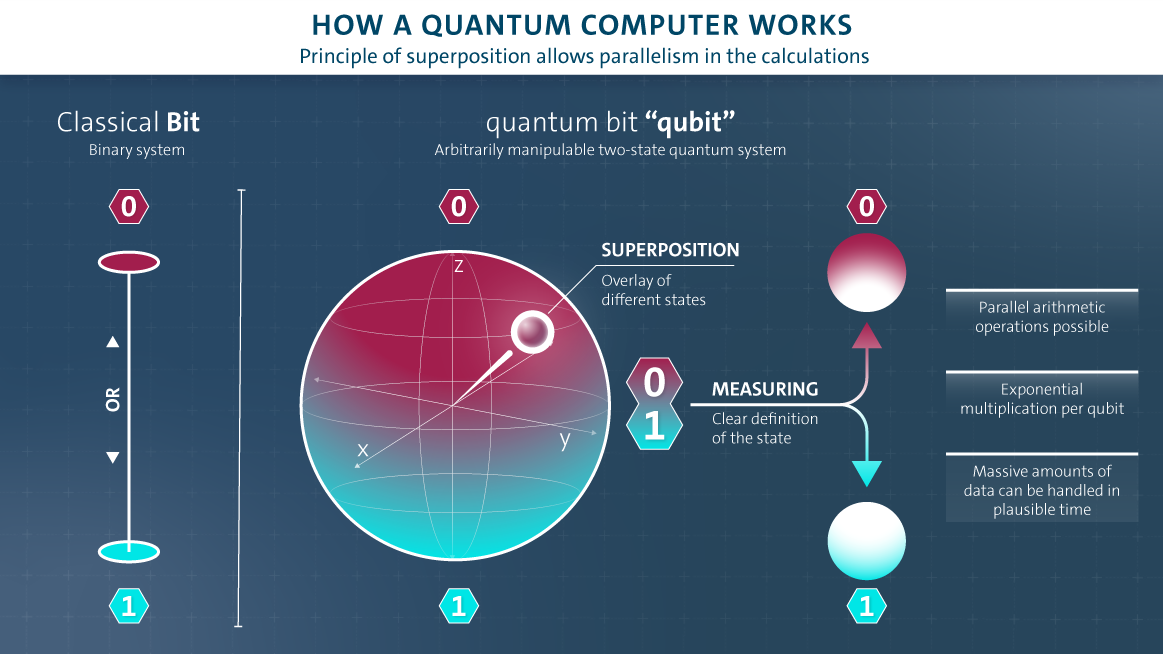 HOW A QUANTUM COMPUTER WORKS
Principle of superposition allows parallelism in the calculations
Classical Bit
Binary system
0
OR
1
quantum bit “qubit”
Arbitrarily manipulable two-state quantum system
0
z
x
y
1
SUPERPOSITION
Overlay of
different states
0
1
MEASURING
Clear definition
of the state
0
1
Parallel arithmetic
operations possible
Exponential
multiplication per qubit
Massive amounts of
data can be handled in
plausible time